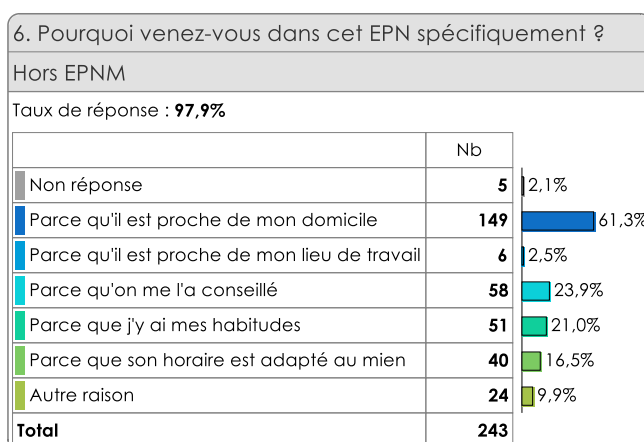 6. Pourquoi venez-vous dans cet EPN spécifiquement ?
Hors EPNM
Taux de réponse : 97,9%
Nb
Non réponse 5 2,1%
Parce qu'il est proche de mon domicile 149 61,3%
Parce qu'il est proche de mon lieu de travail 6 2,5%
Parce qu'on me l'a conseillé 58 23,9%
Parce que j'y ai mes habitudes 51 21,0%
Parce que son horaire est adapté au mien 40 16,5%
Autre raison 24 9,9%
Total 243